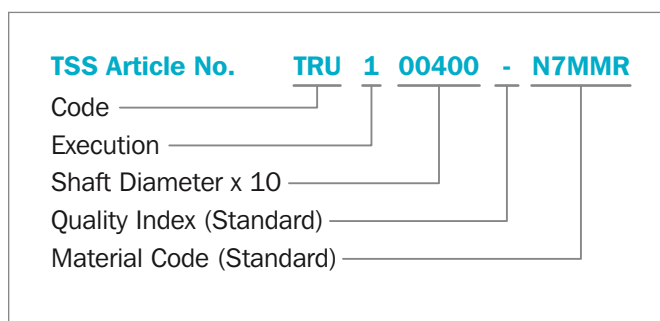 TSS Article No. TRU 1 00400 - N7MMR
Code
Execution
Shaft Diameter x 10
Quality Index (Standard)
Material Code (Standard)